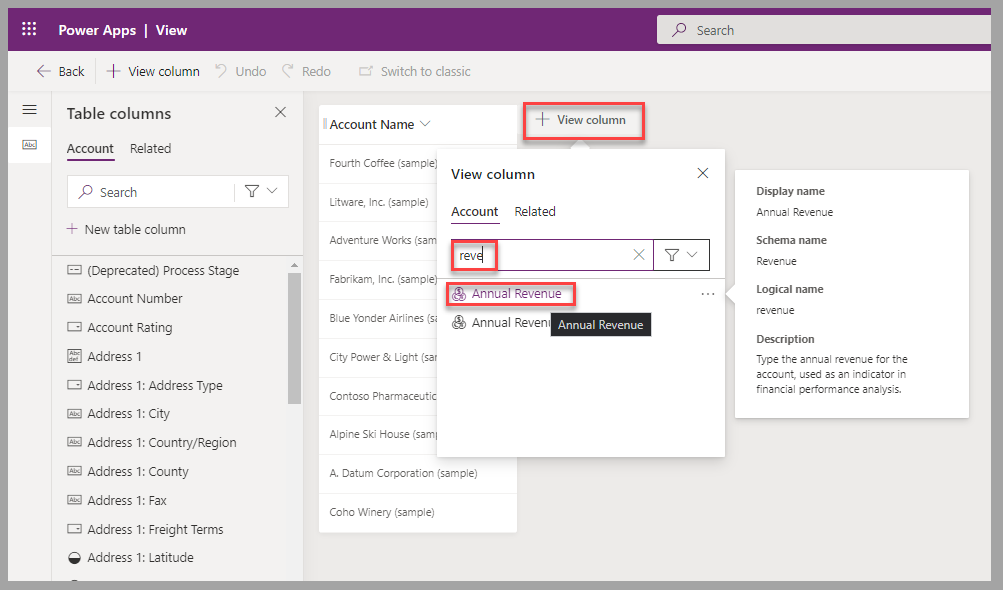 Power Apps | View
Search
Back
View column
Undo
Redo
Switch to classic
Table columns
Account
Related
Search
New table column
(Deprecated) Process Stage
Account Number
Account Rating
Address 1
Address 1: Address Type
Address 1: City
Address 1: Country/Region
Address 1: County
Address 1: Fax
Address 1: Freight Terms
Address 1: Latitude
Account Name
Fourth Coffee (sample)
Litware, Inc. (sample)
Adventure Works (sam
Fabrikam, Inc. (sample)
Blue Yonder Airlines (sa
City Power & Light (sam
Contoso Pharmaceutic
Alpine Ski House (samp
A. Datum Corporation (sample)
Coho Winery (sample)
View column
View column
Account
Related
reve
Annual Revenue
Annual Revenu
Annual Revenue
Display name
Annual Revenue
Schema name
Revenue
Logical name
revenue
Description
Type the annual revenue for the
account, used as an indicator in
financial performance analysis.